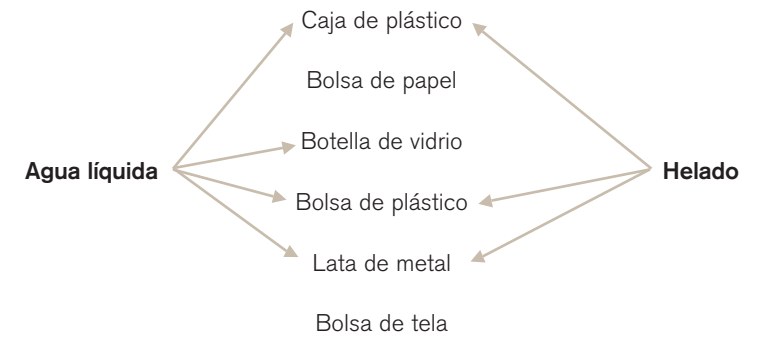 Caja de plástico
Bolsa de papel
Botella de vidrio
Agua líquida
Helado
Bolsa de plástico
Lata de metal
Bolsa de tela